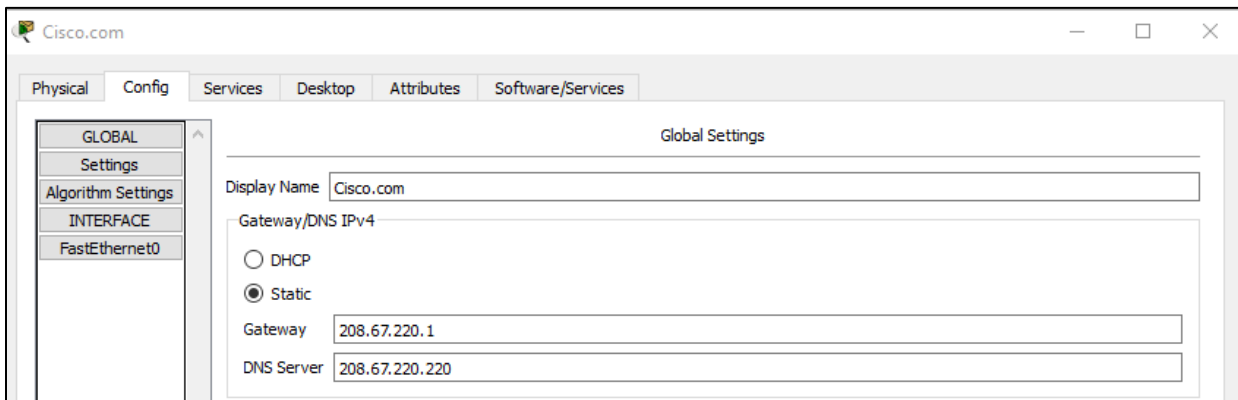 Cisco.com
Physical Config Services Desktop Attributes Software/Services
GLOBAL
Settings
Algorithm Settings
INTERFACE
FastEthernet0
Global Settings
Display Name Cisco.com
Gateway/DNS IPv4
DHCP
Static
Gateway 208.67.220.1
DNS Server 208.67.220.220